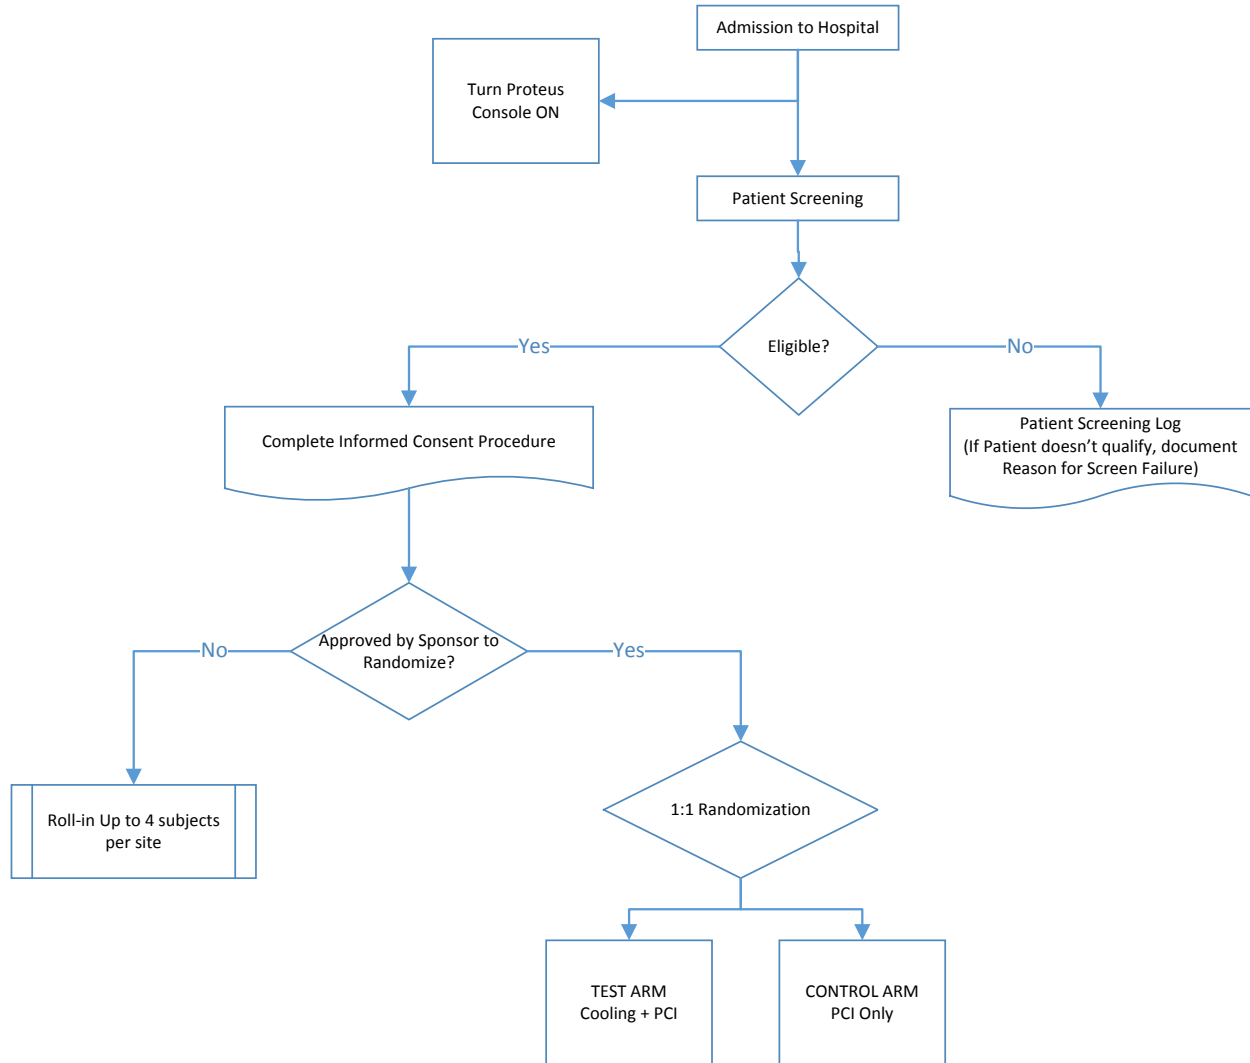 Admission to Hospital
Turn Proteus
Console ON
Patient Screening
Eligible?
Yes
No
Complete Informed Consent Procedure
Patient Screening Log
(If Patient doesn’t qualify, document
Reason for Screen Failure)
Approved by Sponsor to
Randomize?
No
Yes
Roll-in Up to 4 subjects
per site
1:1 Randomization
TEST ARM
Cooling + PCI
CONTROL ARM
PCI Only